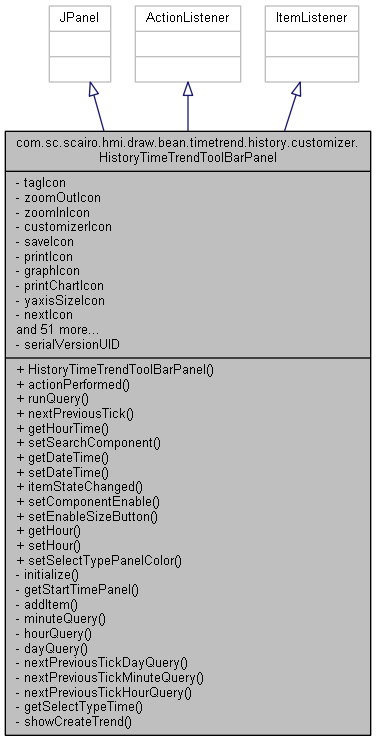 JPanel
ActionListener
ItemListener
com.sc.scairo.hmi.draw.bean.timetrend.history.customizer.
HistoryTimeTrendToolBarPanel
- tagIcon
- zoomOutIcon
- zoomInIcon
- customizerIcon
- saveIcon
- printIcon
- graphIcon
- printChartIcon
- yaxisSizeIcon
- nextIcon
and 51 more...
- serialVersionUID
+ HistoryTimeTrendToolBarPanel()
+ actionPerformed()
+ runQuery()
+ nextPreviousTick()
+ getHourTime()
+ setSearchComponent()
+ getDateTime()
+ setDateTime()
+ itemStateChanged()
+ setComponentEnable()
+ setEnableSizeButton()
+ getHour()
+ setHour()
+ setSelectTypePanelColor()
- initialize()
- getStartTimePanel()
- addItem()
- minuteQuery()
- hourQuery()
- dayQuery()
- nextPreviousTickDayQuery()
- nextPreviousTickMinuteQuery()
- nextPreviousTickHourQuery()
- getSelectTypeTime()
- showCreateTrend()